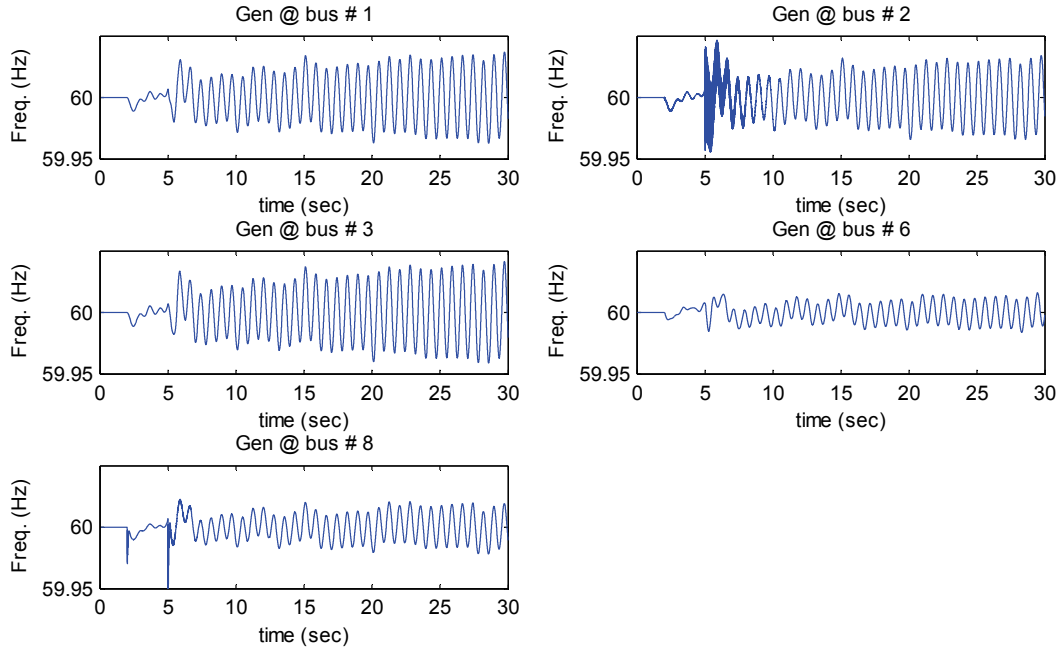 Gen @ bus # 1
Freq. (Hz)
60
59.95
0 5 10 15 20 25 30
time (sec)
Gen @ bus # 2
Freq. (Hz)
60
59.95
0 5 10 15 20 25 30
time (sec)
Gen @ bus # 3
Freq. (Hz)
60
59.95
0 5 10 15 20 25 30
time (sec)
Gen @ bus # 6
Freq. (Hz)
60
59.95
0 5 10 15 20 25 30
time (sec)
Gen @ bus # 8
Freq. (Hz)
60
59.95
0 5 10 15 20 25 30
time (sec)